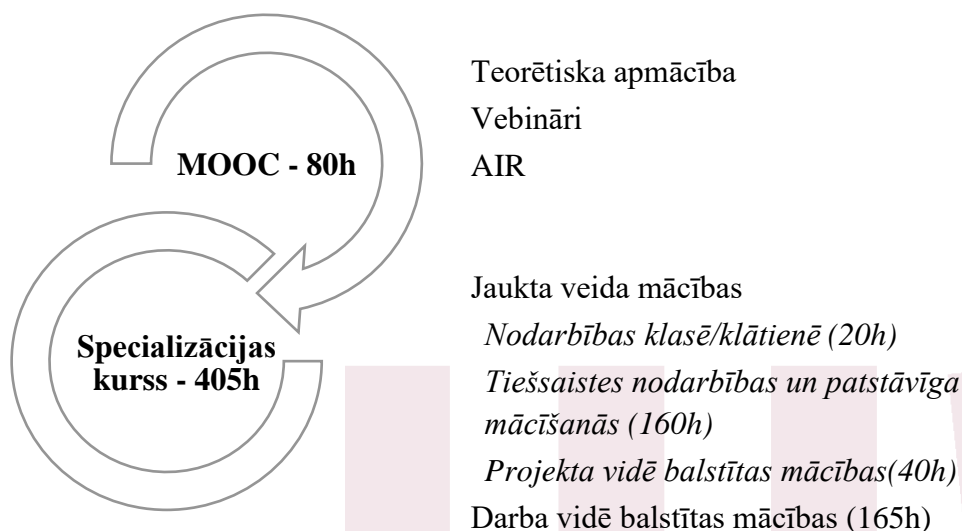 MOOC - 80h
Teorētiska apmācība
Vebināri
AIR
Specializācijas
kurss - 405h
Jaukta veida mācības
Nodarbības klasē/klātienē (20h)
Tiešsaistes nodarbības un patstāvīga
mācīšanās (160h)
Projekta vidē balstītas mācības(40h)
Darba vidē balstītas mācības (165h)